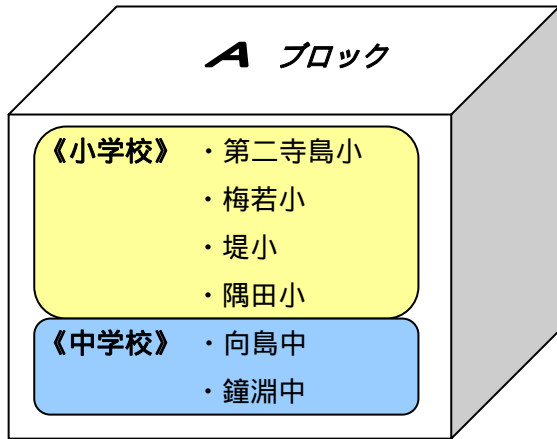 A ブロック
《小学校》 ・第二寺島小
・梅若小
・堤小
・隅田小
《中学校》 ・向島中
・鐘淵中